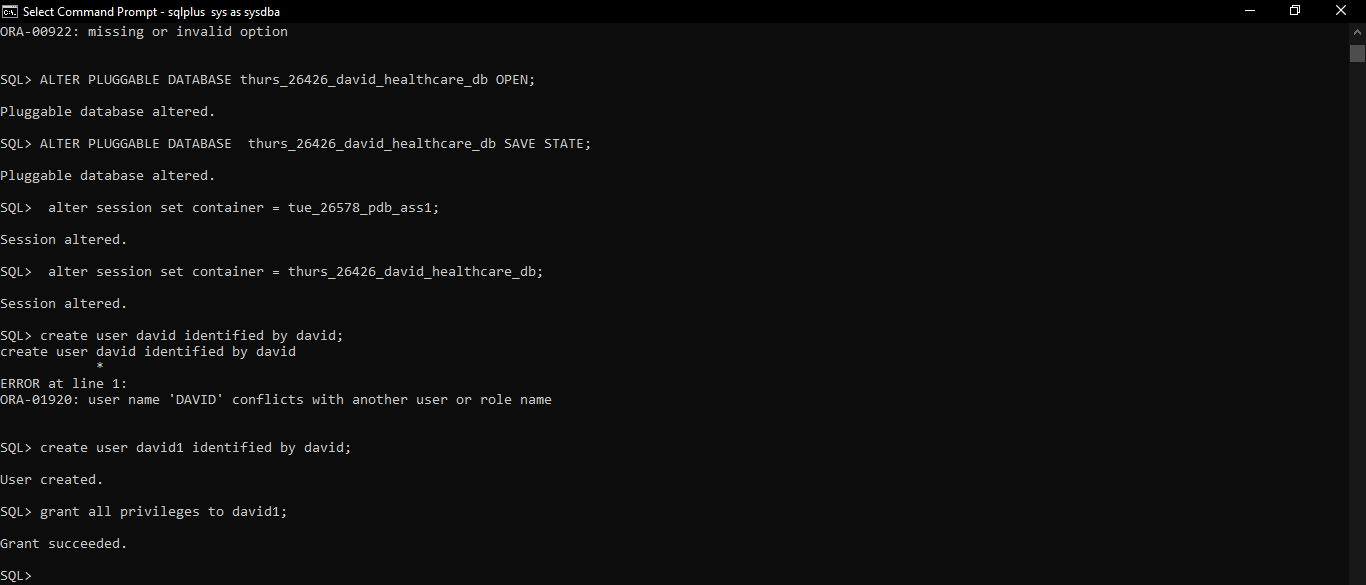 Select Command Prompt - sqlplus  sys as sysdba
ORA-00922: missing or invalid option
SQL> ALTER PLUGGABLE DATABASE thurs_26426_david_healthcare_db OPEN;
Pluggable database altered.
SQL> ALTER PLUGGABLE DATABASE  thurs_26426_david_healthcare_db SAVE STATE;
Pluggable database altered.
SQL>  alter session set container = tue_26578_pdb_ass1;
Session altered.
SQL>  alter session set container = thurs_26426_david_healthcare_db;
Session altered.
SQL> create user david identified by david;
create user david identified by david
            *
ERROR at line 1:
ORA-01920: user name 'DAVID' conflicts with another user or role name
SQL> create user david1 identified by david;
User created.
SQL> grant all privileges to david1;
Grant succeeded.
SQL>